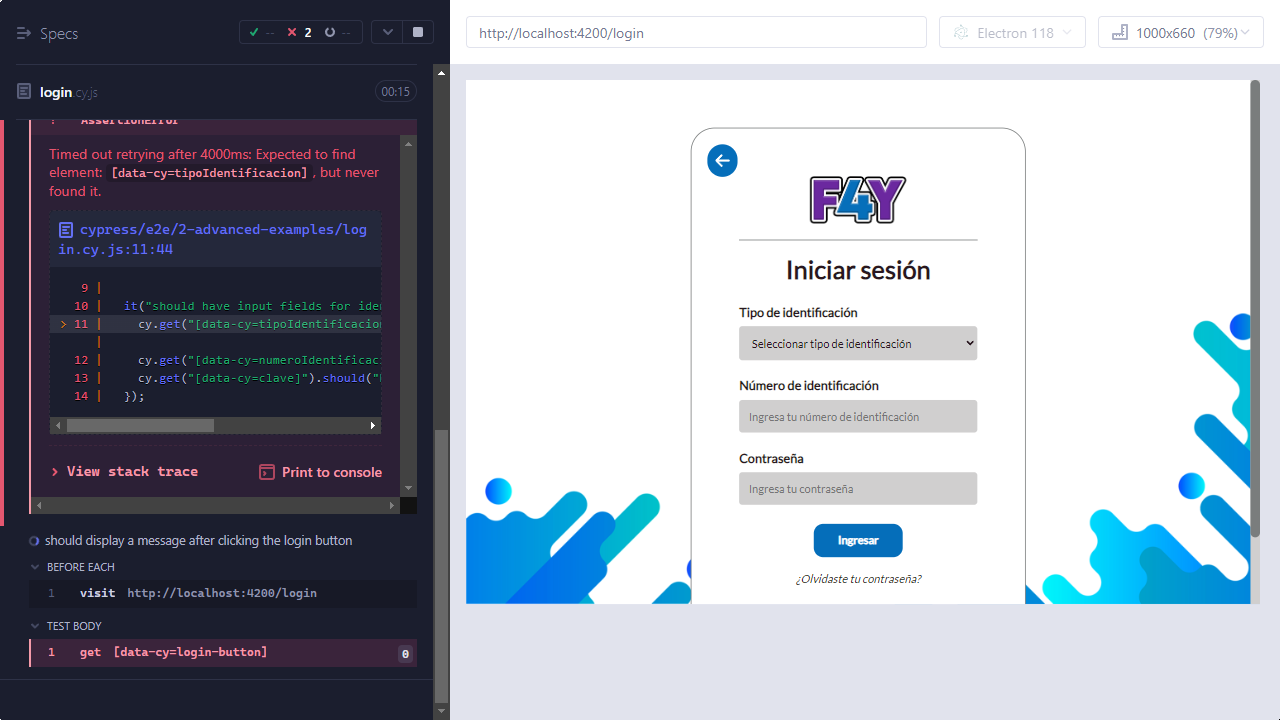 Specs
-- 2 --
login.cy.js
00:15
AssertionError
Timed out retrying after 4000ms: Expected to find
element: [data-cy=tipoIdentificacion], but never
found it.
cypress/e2e/2-advanced-examples/log
in.cy.js:11:44
9 |
10 | it("should have input fields for ide
> 11 | cy.get("[data-cy=tipoIdentificacion
|
12 | cy.get("[data-cy=numeroIdentificaci
13 | cy.get("[data-cy=clave]").should("
14 | });
> View stack trace
Print to console
should display a message after clicking the login button
BEFORE EACH
1 visit http://localhost:4200/login
TEST BODY
1 get [data-cy=login-button] 0
http://localhost:4200/login
Electron 118
1000x660 (79%)
F4Y
Iniciar sesión
Tipo de identificación
Seleccionar tipo de identificación
Número de identificación
Ingresa tu número de identificación
Contraseña
Ingresa tu contraseña
Ingresar
¿Olvidaste tu contraseña?